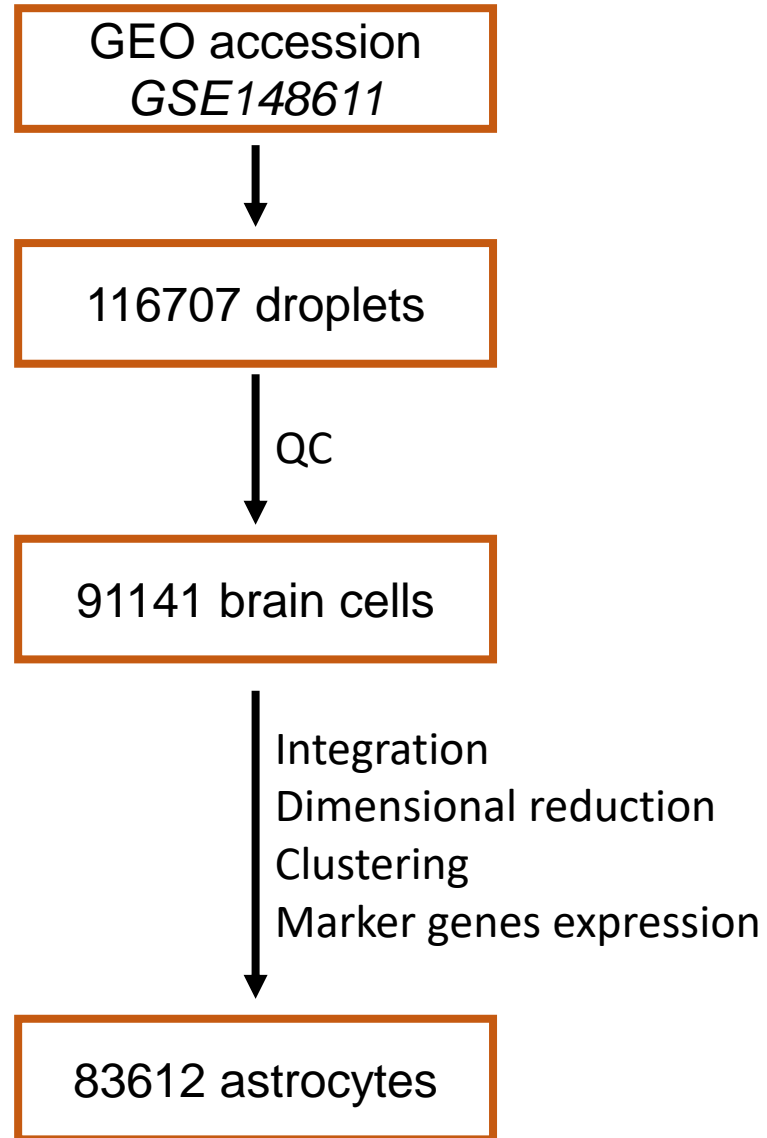 GEO accession
GSE148611
116707 droplets
QC
91141 brain cells
Integration
Dimensional reduction
Clustering
Marker genes expression
83612 astrocytes